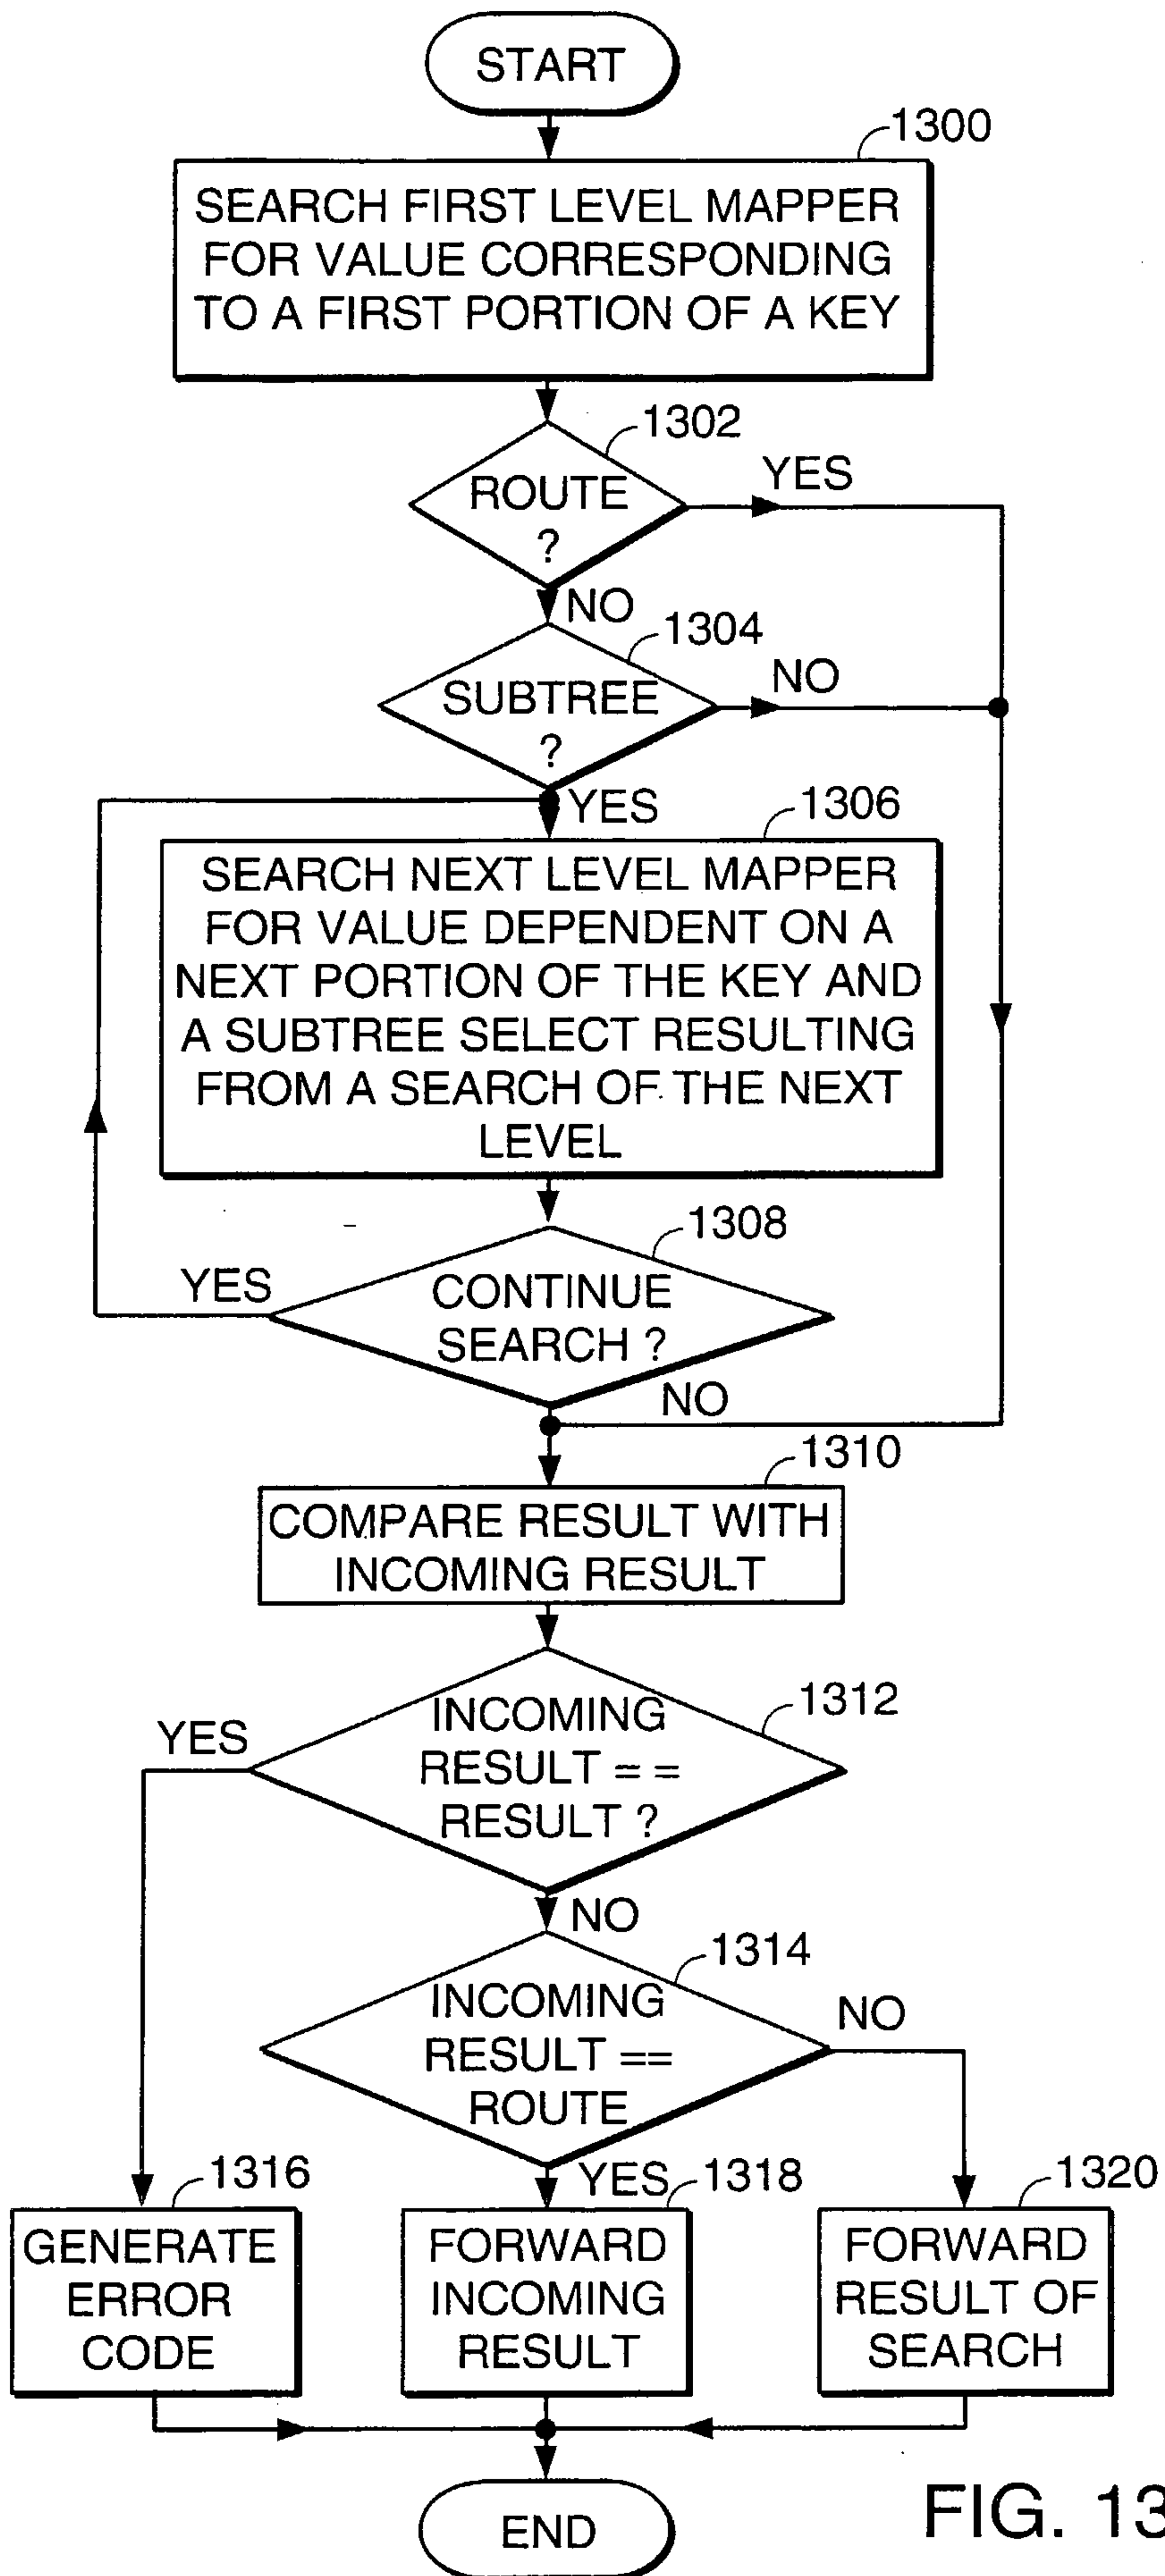 START
1300
SEARCH FIRST LEVEL MAPPER
FOR VALUE CORRESPONDING
TO A FIRST PORTION OF A KEY
1302
ROUTE
?
YES
NO
1304
SUBTREE
?
NO
YES
1306
SEARCH NEXT LEVEL MAPPER
FOR VALUE DEPENDENT ON A
NEXT PORTION OF THE KEY AND
A SUBTREE SELECT RESULTING
FROM A SEARCH OF THE NEXT
LEVEL
1308
CONTINUE
SEARCH ?
YES
NO
1310
COMPARE RESULT WITH
INCOMING RESULT
1312
INCOMING
RESULT = =
RESULT ?
YES
NO
1314
INCOMING
RESULT ==
ROUTE
NO
YES
1316
GENERATE
ERROR
CODE
1318
FORWARD
INCOMING
RESULT
1320
FORWARD
RESULT OF
SEARCH
END
FIG. 13